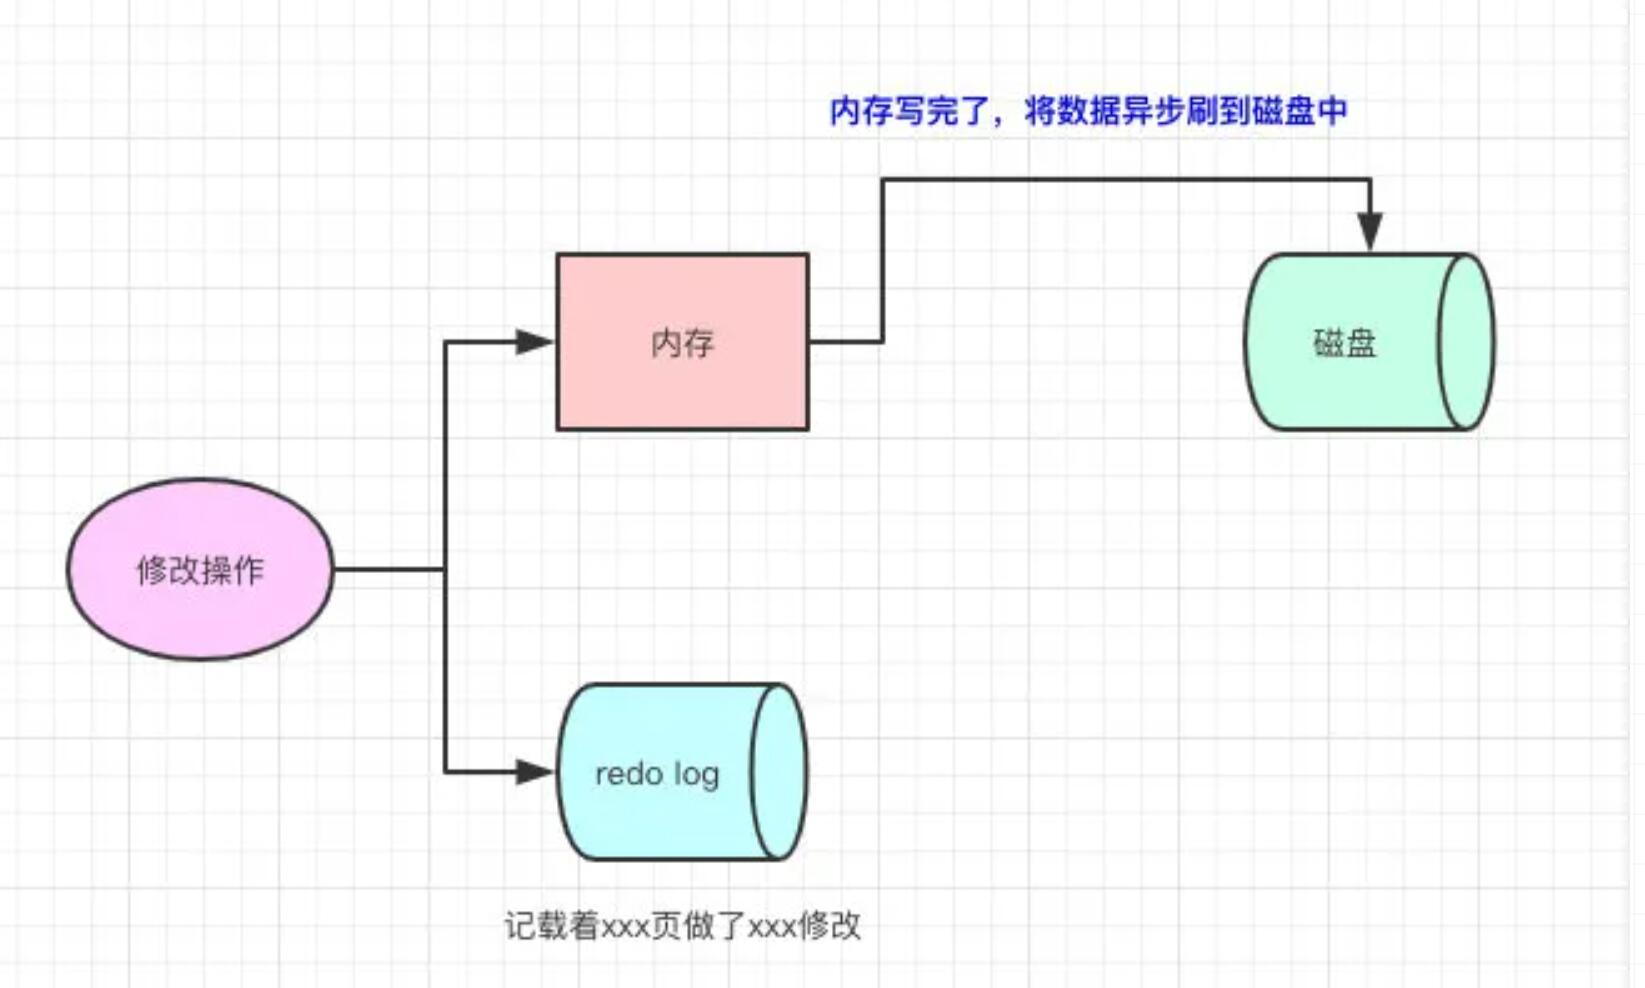 内存写完了，将数据异步刷到磁盘中
内存
磁盘
修改操作
redo log
记载着xxx页做了xxx修改